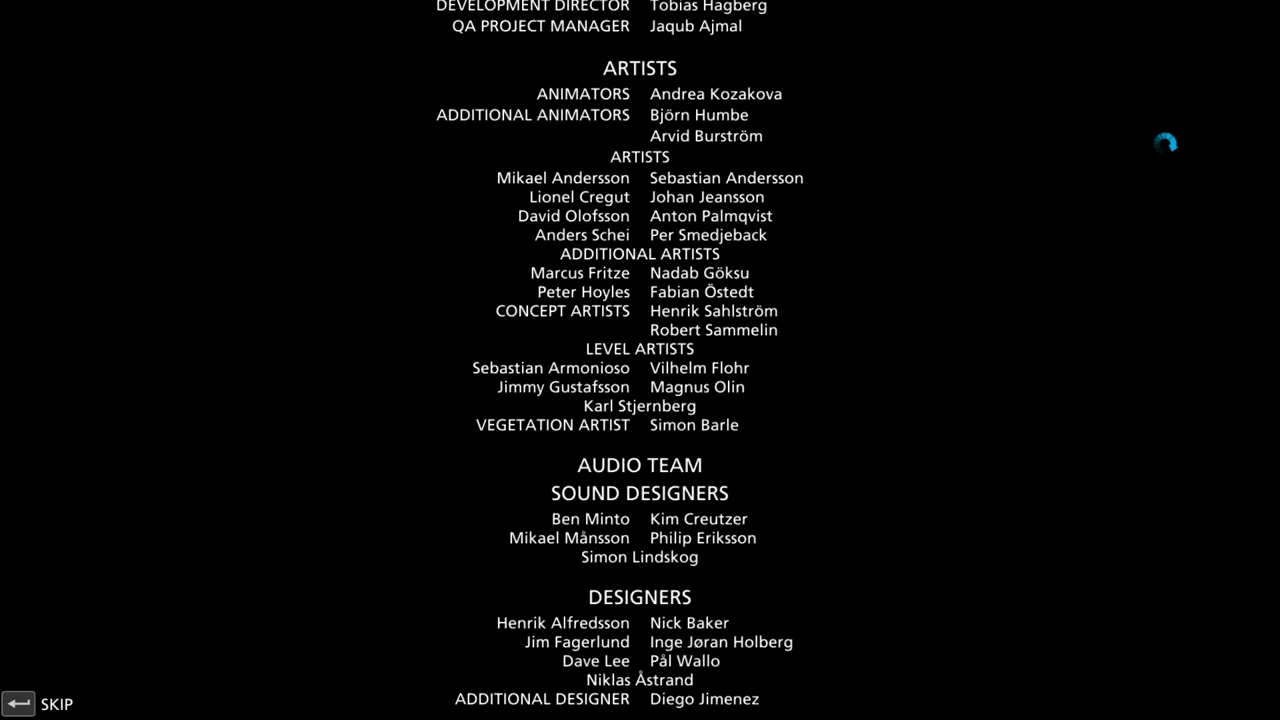 DEVELOPMENT DIRECTOR Tobias Hagberg
QA PROJECT MANAGER Jaqub Ajmal
ARTISTS
ANIMATORS Andrea Kozakova
ADDITIONAL ANIMATORS Björn Humbe
Arvid Burström
ARTISTS
Mikael Andersson Sebastian Andersson
Lionel Cregut Johan Jeansson
David Olofsson Anton Palmqvist
Anders Schei Per Smedjeback
ADDITIONAL ARTISTS
Marcus Fritze Nadab Göksu
Peter Hoyles Fabian Östedt
CONCEPT ARTISTS Henrik Sahlström
Robert Sammelin
LEVEL ARTISTS
Sebastian Armonioso Vilhelm Flohr
Jimmy Gustafsson Magnus Olin
Karl Stjernberg
VEGETATION ARTIST Simon Barle
AUDIO TEAM
SOUND DESIGNERS
Ben Minto Kim Creutzer
Mikael Månsson Philip Eriksson
Simon Lindskog
DESIGNERS
Henrik Alfredsson Nick Baker
Jim Fagerlund Inge Jøran Holberg
Dave Lee Pål Wallo
Niklas Åstrand
ADDITIONAL DESIGNER Diego Jimenez
SKIP